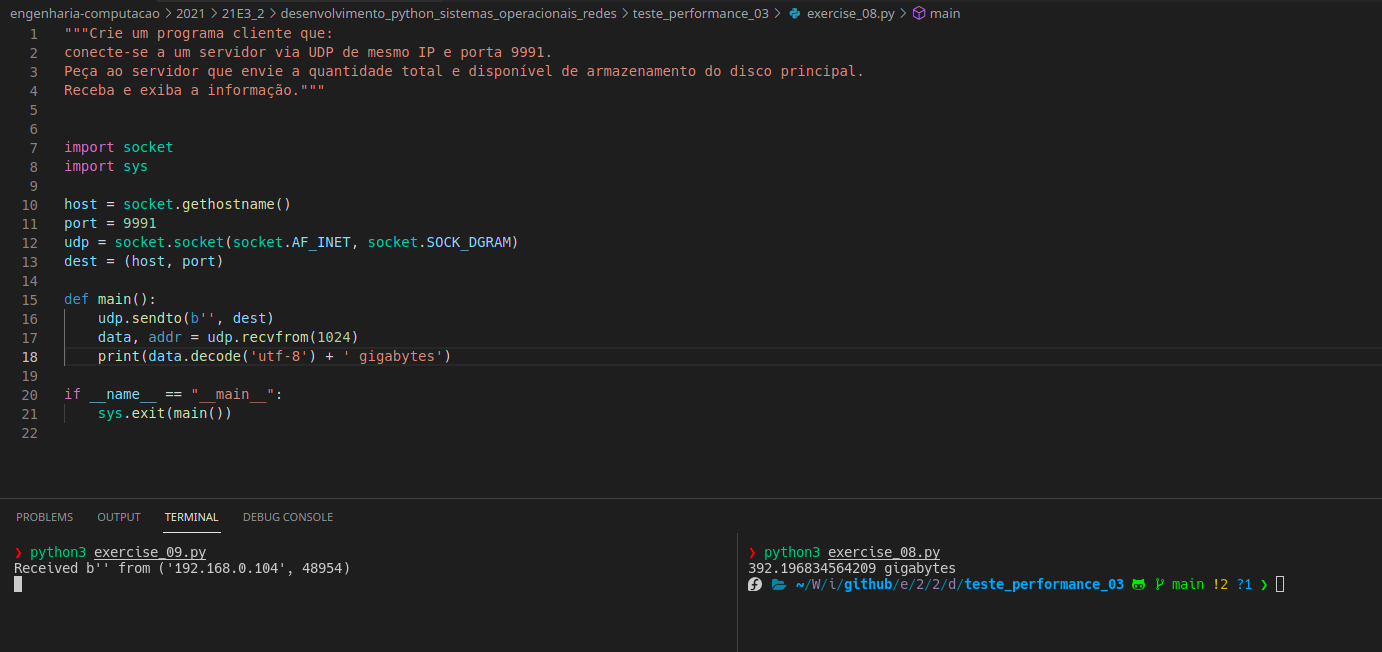 engenharia-computacao > 2021 > 21E3_2 > desenvolvimento_python_sistemas_operacionais_redes > teste_performance_03 > exercise_08.py > main
1 """Crie um programa cliente que:
2 conecte-se a um servidor via UDP de mesmo IP e porta 9991.
3 Peça ao servidor que envie a quantidade total e disponível de armazenamento do disco principal.
4 Receba e exiba a informação."""
5
6
7 import socket
8 import sys
9
10 host = socket.gethostname()
11 port = 9991
12 udp = socket.socket(socket.AF_INET, socket.SOCK_DGRAM)
13 dest = (host, port)
14
15 def main():
16     udp.sendto(b'', dest)
17     data, addr = udp.recvfrom(1024)
18     print(data.decode('utf-8') + ' gigabytes')
19
20 if __name__ == "__main__":
21     sys.exit(main())
22
PROBLEMS OUTPUT TERMINAL DEBUG CONSOLE
❯ python3 exercise_09.py
Received b'' from ('192.168.0.104', 48954)
❯ python3 exercise_08.py
392.196834564209 gigabytes
~/W/i/github/e/2/2/d/teste_performance_03 main !2 ?1 ❯